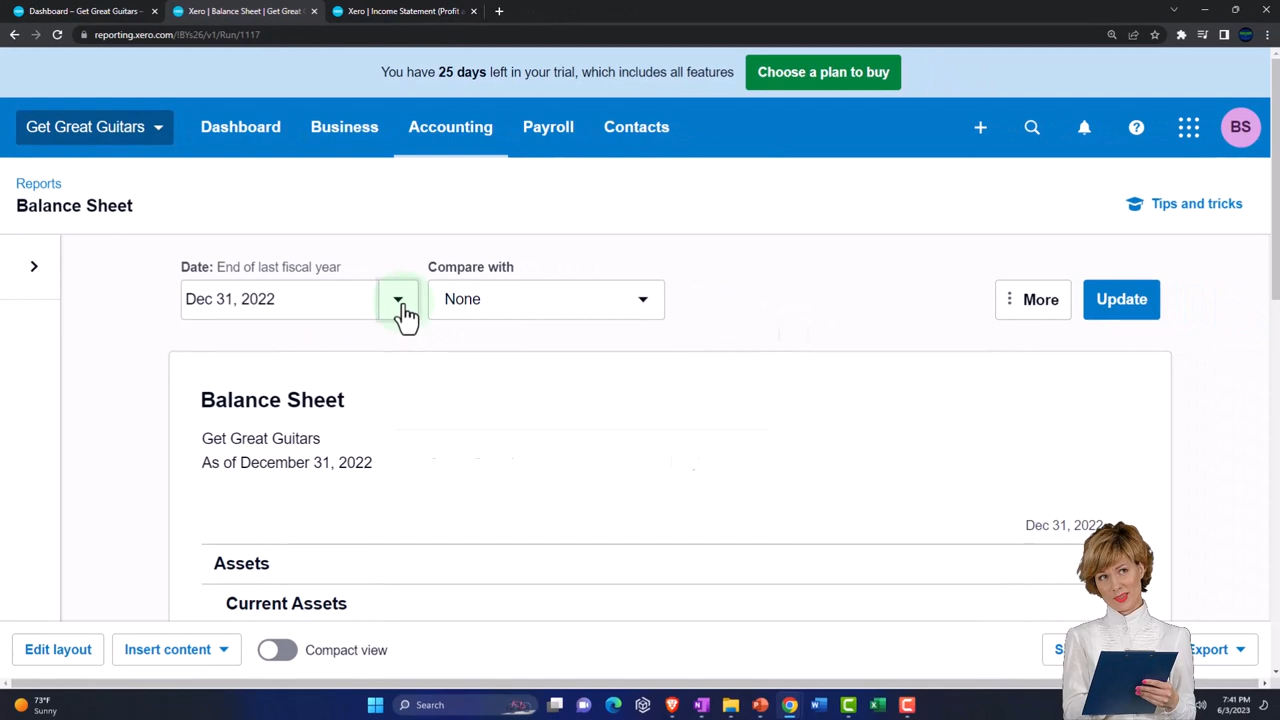 Dashboard – Get Great Guitars –
Xero | Balance Sheet | Get Great
Xero | Income Statement (Profit a
reporting.xero.com/!BYs26/v1/Run/1117
You have 25 days left in your trial, which includes all features
Choose a plan to buy
Get Great Guitars
Dashboard
Business
Accounting
Payroll
Contacts
BS
Reports
Balance Sheet
Tips and tricks
Date: End of last fiscal year
Compare with
Dec 31, 2022
None
More
Update
Balance Sheet
Get Great Guitars
As of December 31, 2022
Dec 31, 2022
Assets
Current Assets
Edit layout
Insert content
Compact view
Export
73°F
Sunny
Search
7:41 PM
6/3/2023